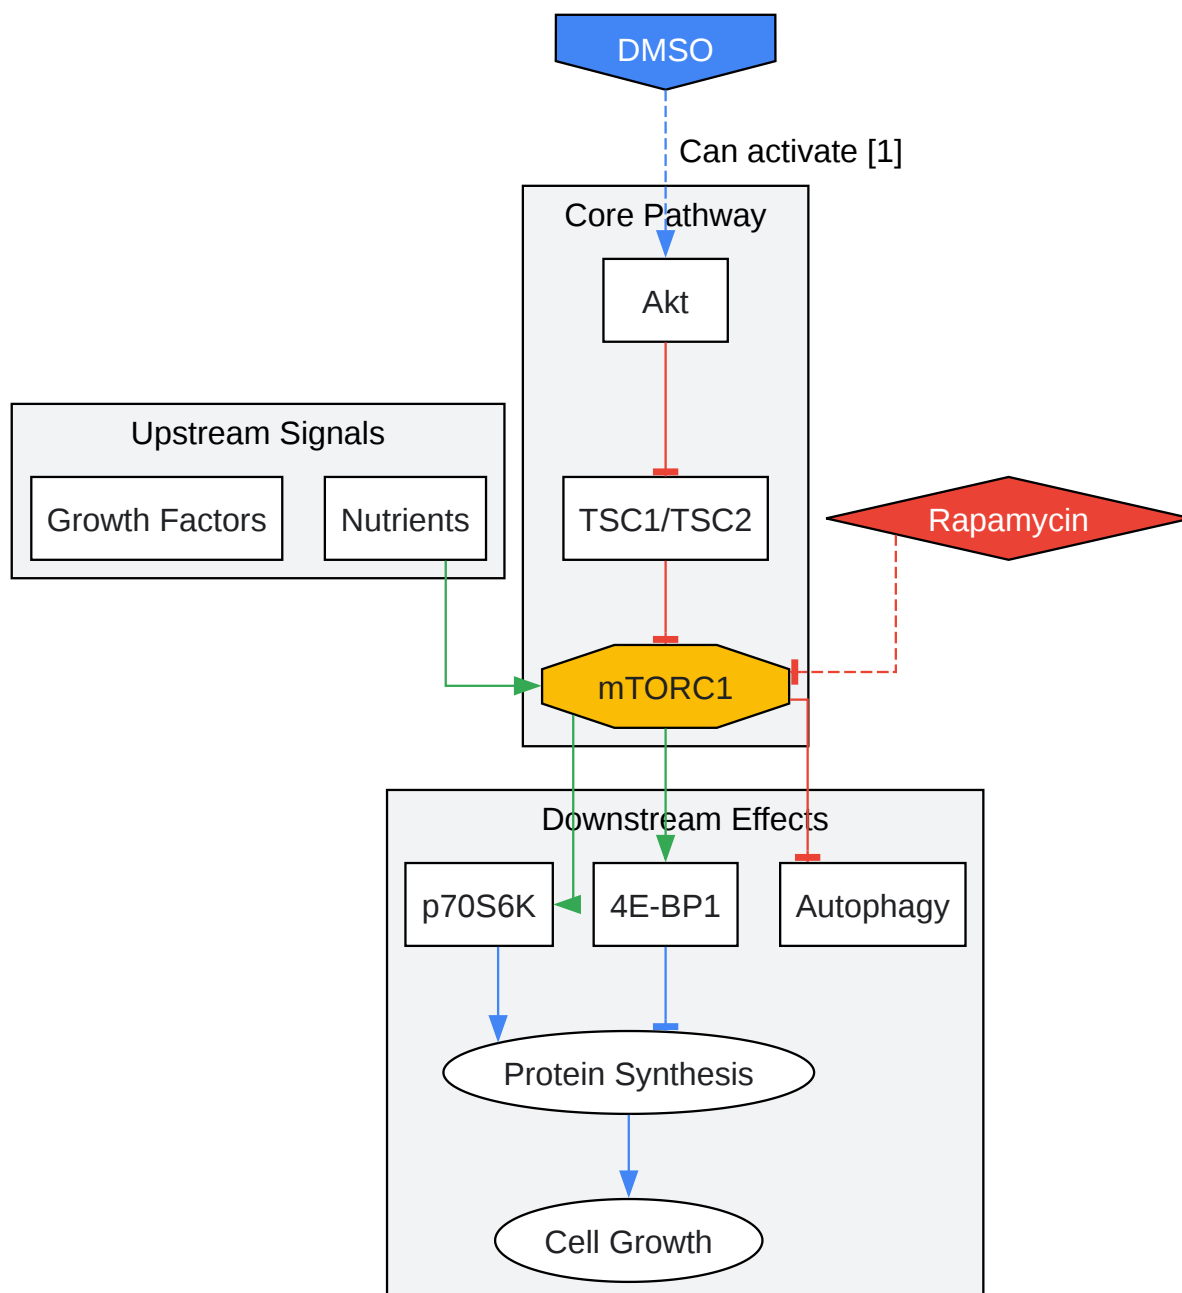 DMSO
Can activate [1]
Core Pathway
Akt
Upstream Signals
Growth Factors
Nutrients
TSC1/TSC2
Rapamycin
mTORC1
Downstream Effects
p70S6K
4E-BP1
Autophagy
Protein Synthesis
Cell Growth